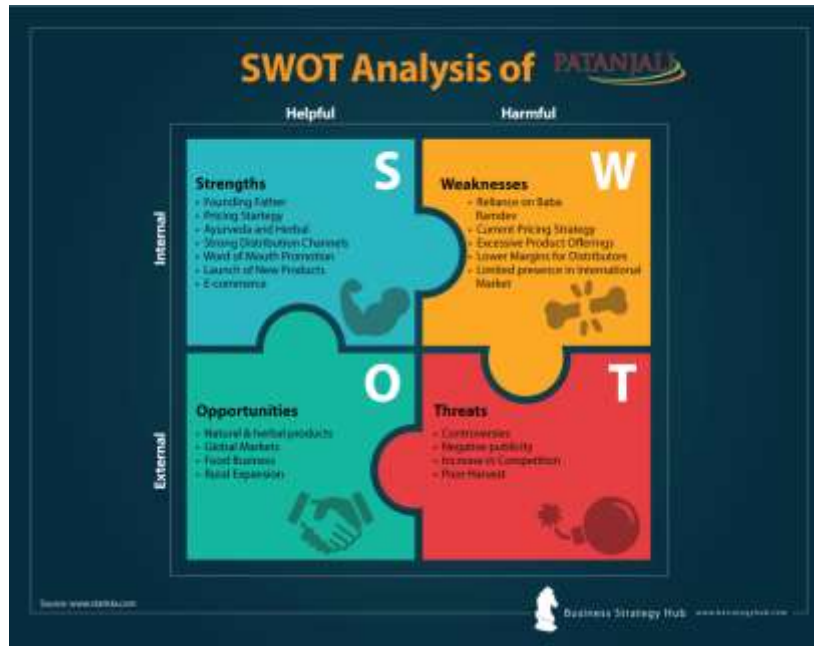 SWOT Analysis of PATANJALI
Helpful
Harmful
Internal
S
Strengths
• Founding Father
• Pricing Startegy
• Ayurveda and Herbal
• Strong Distribution Channels
• Word of Mouth Promotion
• Launch of New Products
• E-commerce
W
Weaknesses
• Reliance on Baba
Ramdev
• Current Pricing Strategy
• Excessive Product Offerings
• Lower Margins for Distributors
• Limited presence in International
Market
External
O
Opportunities
• Natural & herbal products
• Global Markets
• Food Business
• Rural Expansion
T
Threats
• Controversies
• Negative publicity
• Increase in Competition
• Poor Harvest
Business Strategy Hub